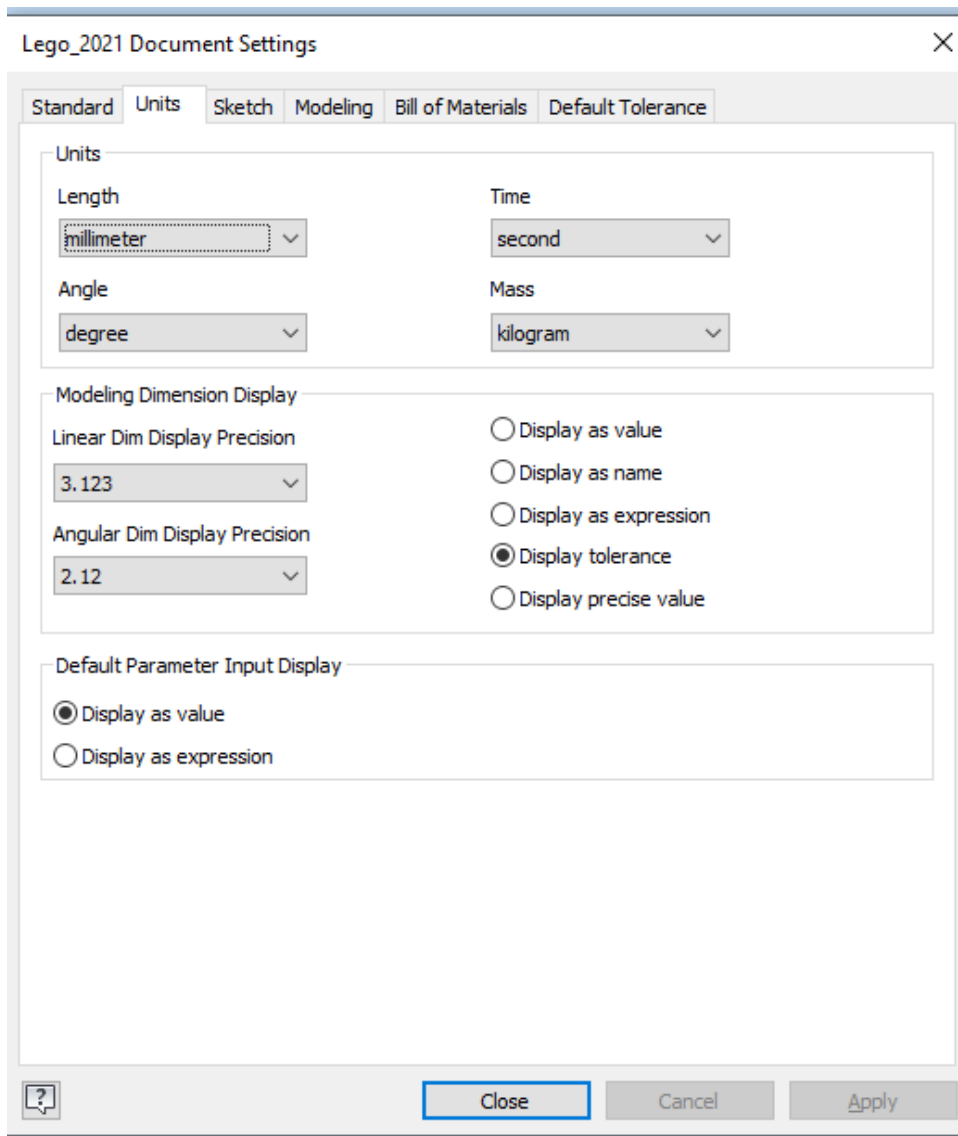 Lego_2021 Document Settings
Standard Units Sketch Modeling Bill of Materials Default Tolerance
Units
Length Time
millimeter second
Angle Mass
degree kilogram
Modeling Dimension Display
Linear Dim Display Precision
3.123
Angular Dim Display Precision
2.12
Display as value
Display as name
Display as expression
Display tolerance
Display precise value
Default Parameter Input Display
Display as value
Display as expression
? Close Cancel Apply